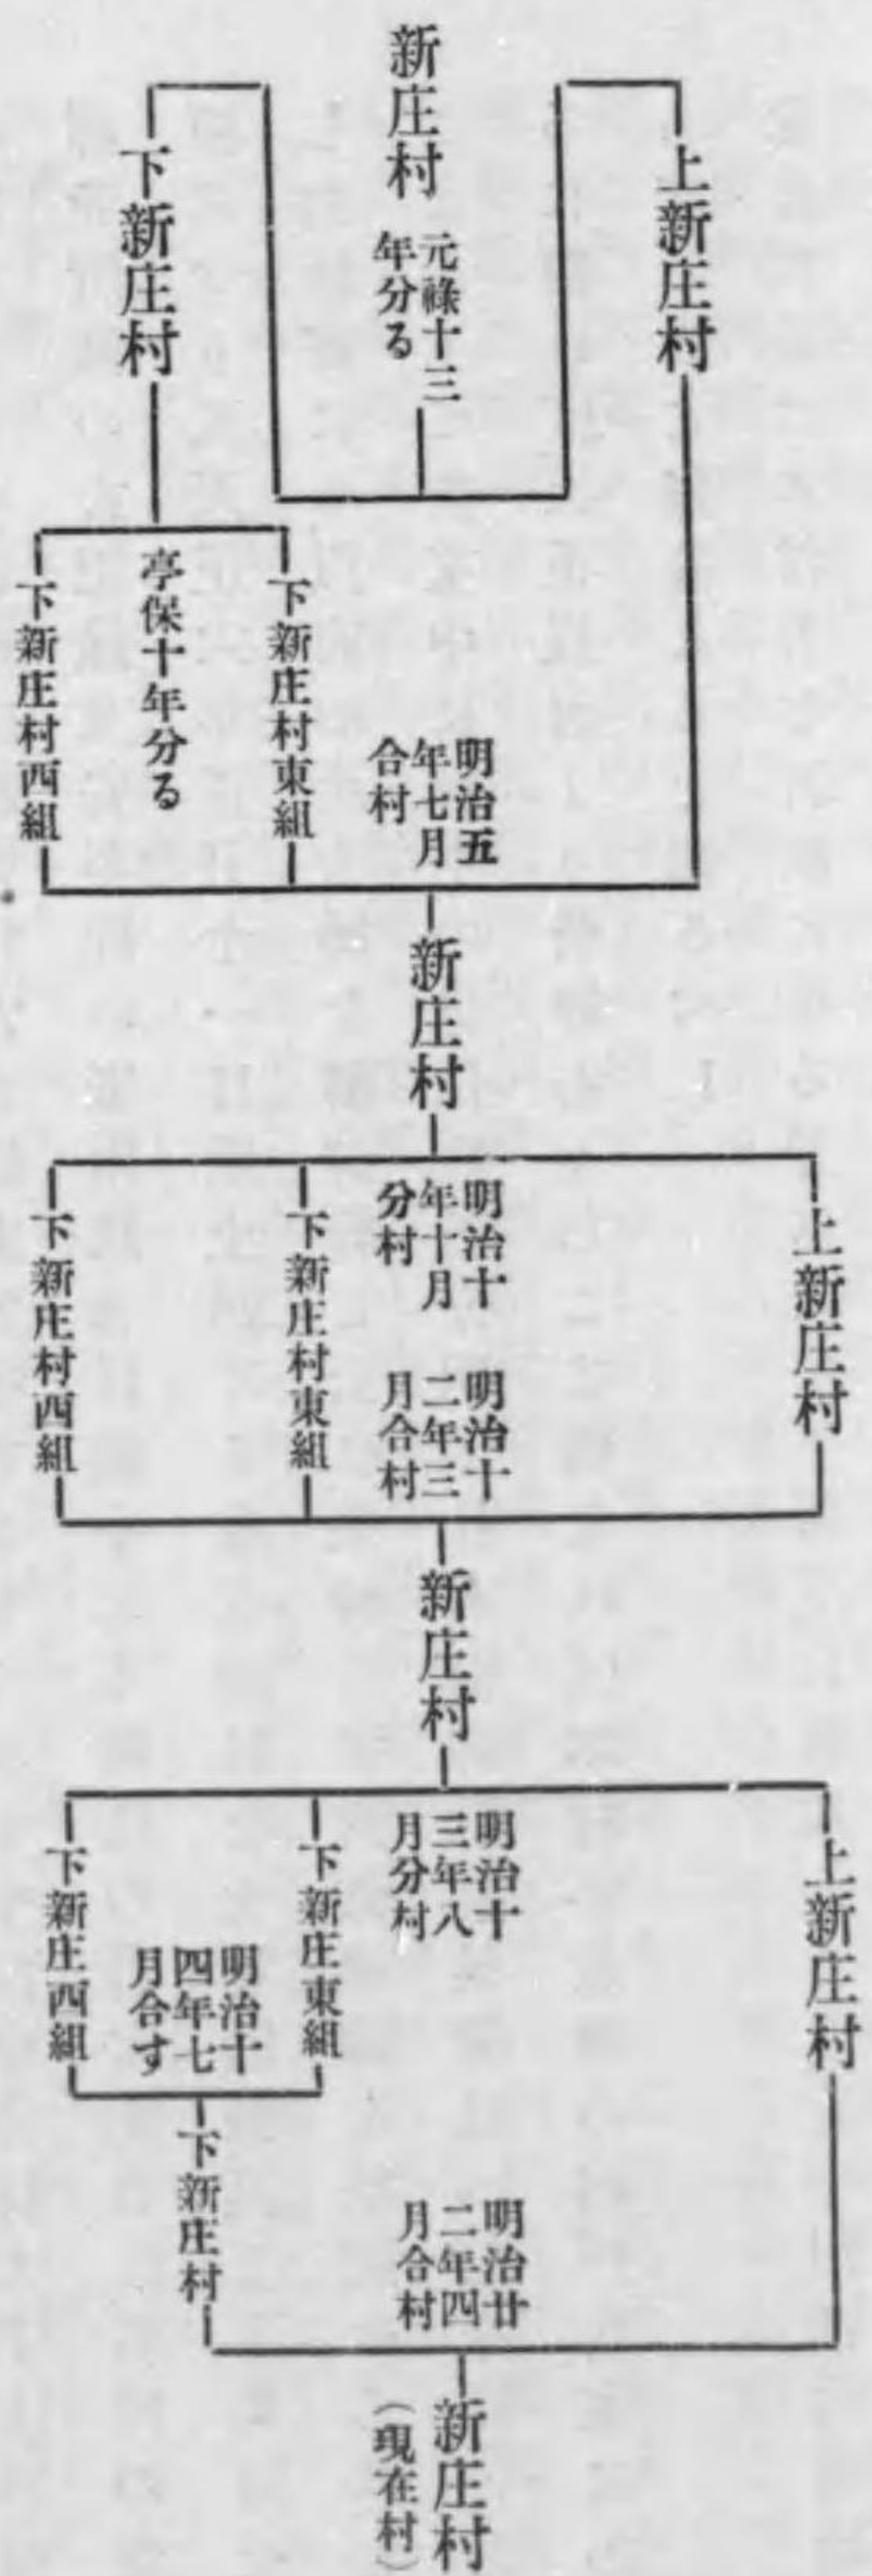 新庄村
元祿十三
年分る
上新庄村
下新庄村
亭保十年分る
下新庄村東組
下新庄村西組
明治五
年七月
合村
新庄村
明治十
年十月
分村
上新庄村
下新庄村東組
下新庄村西組
明治十
二年三
月合村
新庄村
明治十
三年八
月分村
上新庄村
下新庄東組
下新庄西組
明治十
四年七
月合す
下新庄村
明治廿
二年四
月合村
新庄村
(現在村)